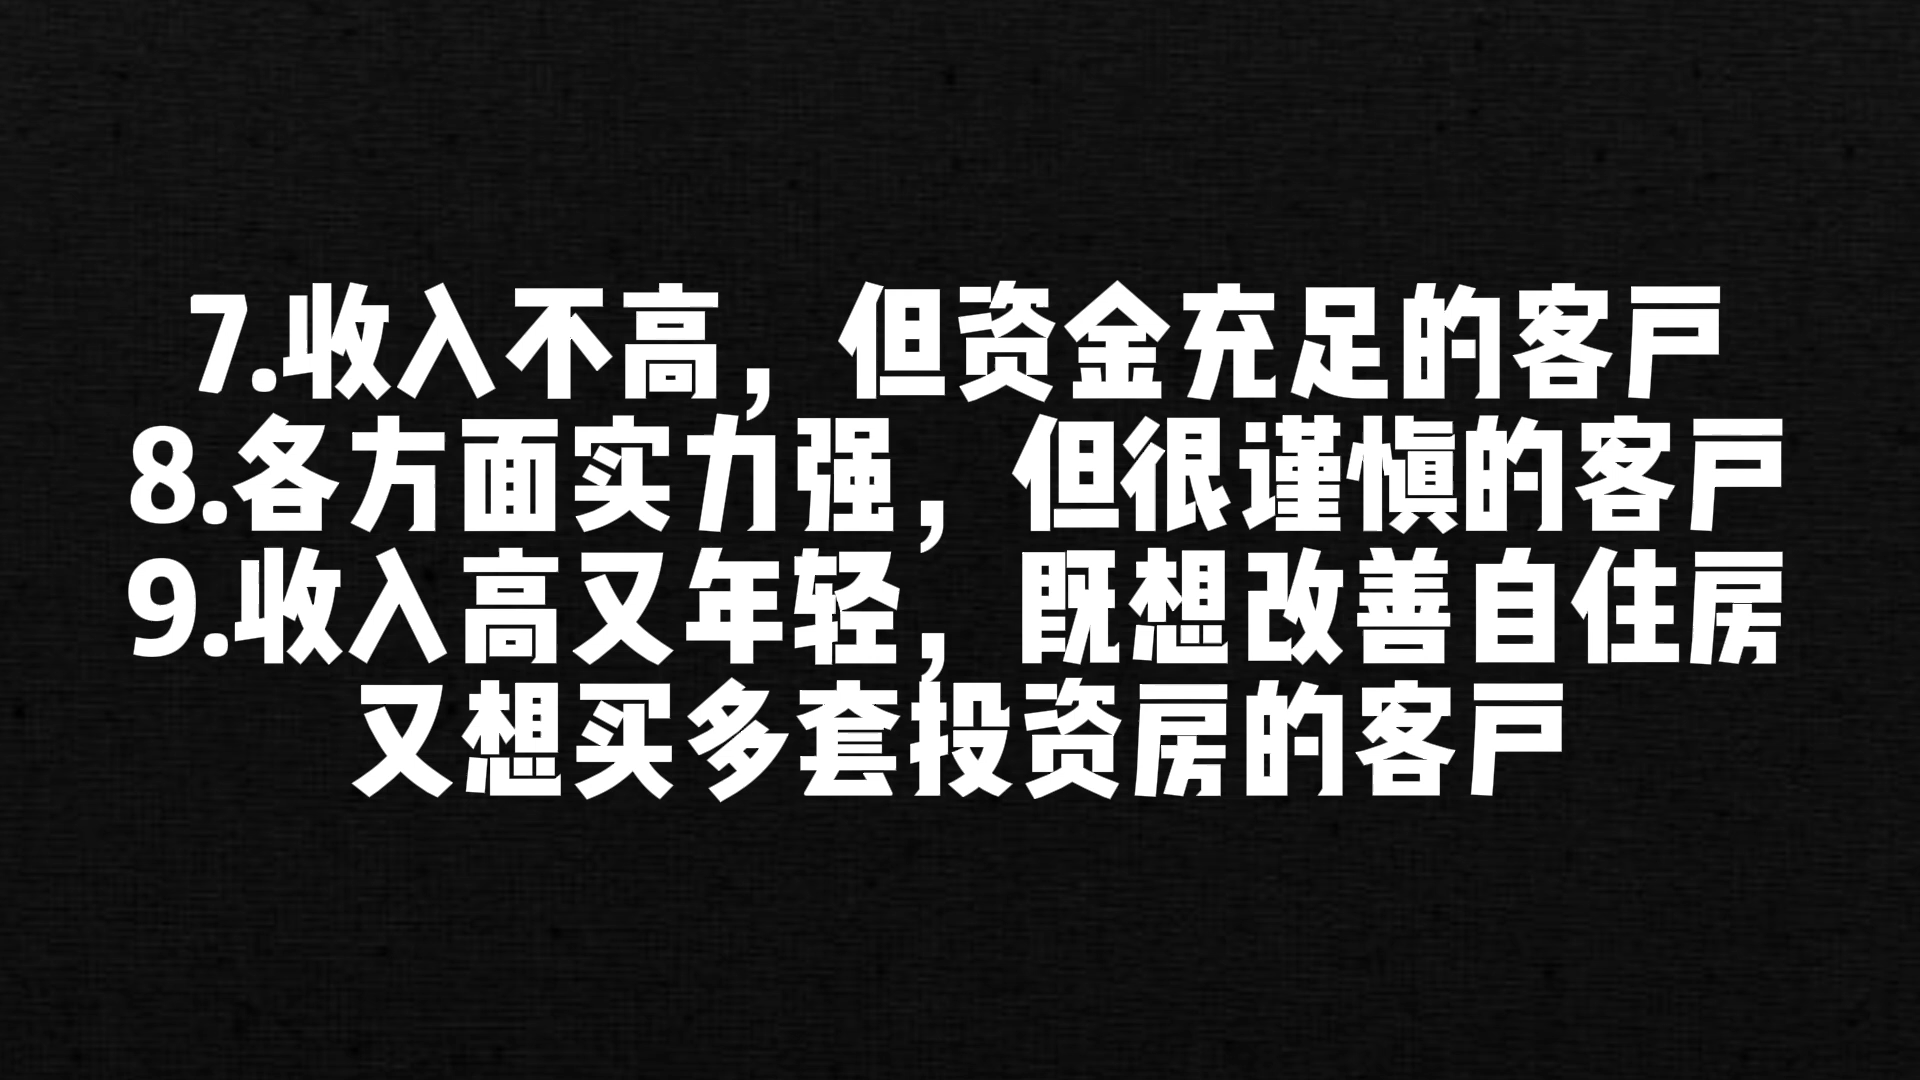 7.收入不高，但资金充足的客户
8.各方面实力强，但很谨慎的客户
9.收入高又年轻，既想改善自住房
又想买多套投资房的客户